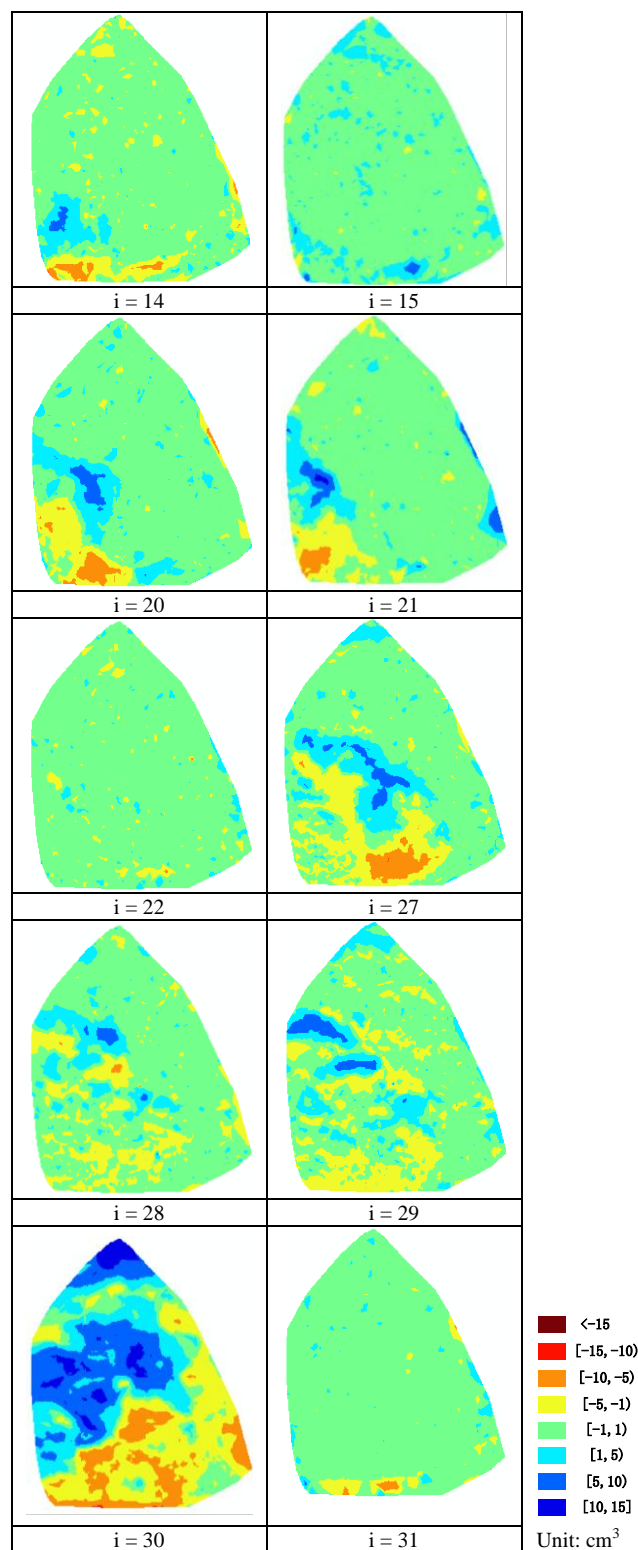 i = 14
i = 15
i = 20
i = 21
i = 22
i = 27
i = 28
i = 29
i = 30
i = 31
<-15
[-15,-10)
[-10,-5)
[-5,-1)
[-1,1)
[1,5)
[5,10)
[10,15]
Unit: cm³